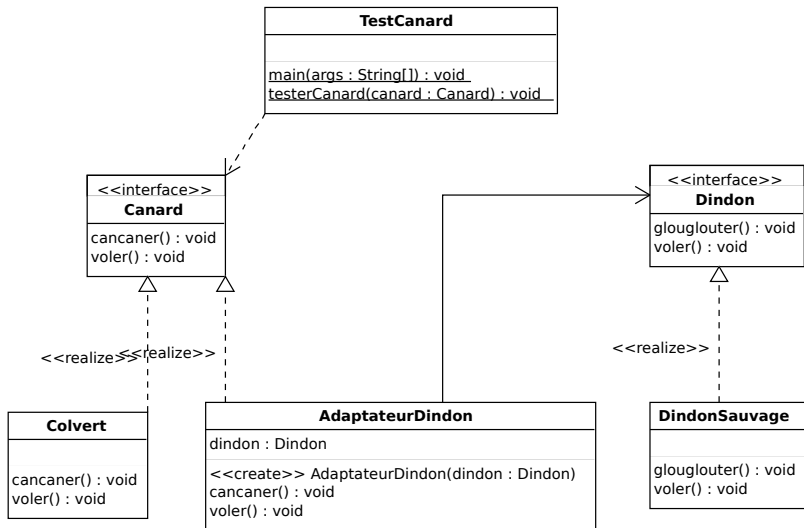 TestCanard
main(args : String[]) : void
testerCanard(canard : Canard) : void
<<interface>>
Canard
cancaner() : void
voler() : void
<<interface>>
Dindon
glouglouter() : void
voler() : void
<<realize>>
<<realize>>
<<realize>>
Colvert
cancaner() : void
voler() : void
AdaptateurDindon
dindon : Dindon
<<create>> AdaptateurDindon(dindon : Dindon)
cancaner() : void
voler() : void
DindonSauvage
glouglouter() : void
voler() : void